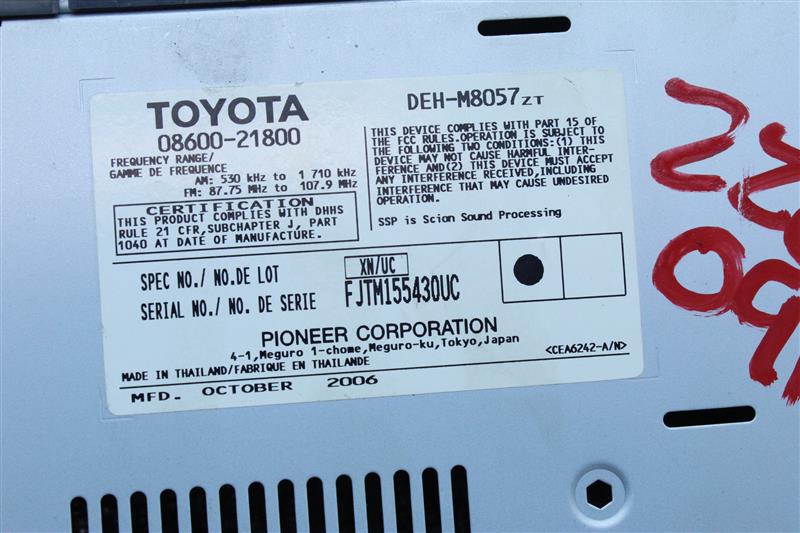 TOYOTA
08600-21800
FREQUENCY RANGE/
GAMME DE FREQUENCE
AM: 530 kHz to 1 710 kHz
FM: 87.75 MHz to 107.9 MHz
CERTIFICATION
THIS PRODUCT COMPLIES WITH DHHS
RULE 21 CFR,SUBCHAPTER J, PART
1040 AT DATE OF MANUFACTURE.
DEH-M8057ZT
THIS DEVICE COMPLIES WITH PART 15 OF
THE FCC RULES.OPERATION IS SUBJECT TO
THE FOLLOWING TWO CONDITIONS:(1) THIS
DEVICE MAY NOT CAUSE HARMFUL INTER-
FERENCE AND(2) THIS DEVICE MUST ACCEPT
ANY INTERFERENCE RECEIVED,INCLUDING
INTERFERENCE THAT MAY CAUSE UNDESIRED
OPERATION.
SSP is Scion Sound Processing
SPEC NO./ NO.DE LOT XN/UC
SERIAL NO./ NO. DE SERIE FJTM155430UC
PIONEER CORPORATION
4-1,Meguro 1-chome,Meguro-ku,Tokyo,Japan
MADE IN THAILAND/FABRIQUE EN THAILANDE
<CEA6242-A/N>
MFD. OCTOBER 2006